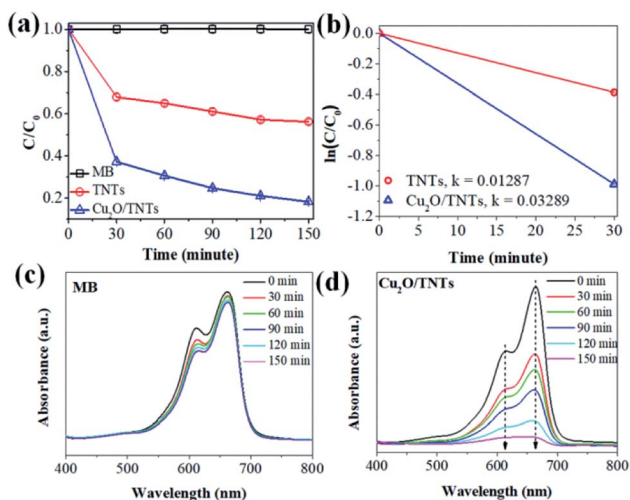 (a)
1.0
0.8
0.6
0.4
0.2
C/C0
MB
TNTs
Cu2O/TNTs
0 30 60 90 120 150
Time (minute)
(b)
0.0
-0.2
-0.4
-0.6
-0.8
-1.0
-1.2
ln(C/C0)
TNTs, k = 0.01287
Cu2O/TNTs, k = 0.03289
0 5 10 15 20 25 30
Time (minute)
(c)
MB
0 min
30 min
60 min
90 min
120 min
150 min
Absorbance (a.u.)
400 500 600 700 800
Wavelength (nm)
(d)
Cu2O/TNTs
0 min
30 min
60 min
90 min
120 min
150 min
Absorbance (a.u.)
400 500 600 700 800
Wavelength (nm)